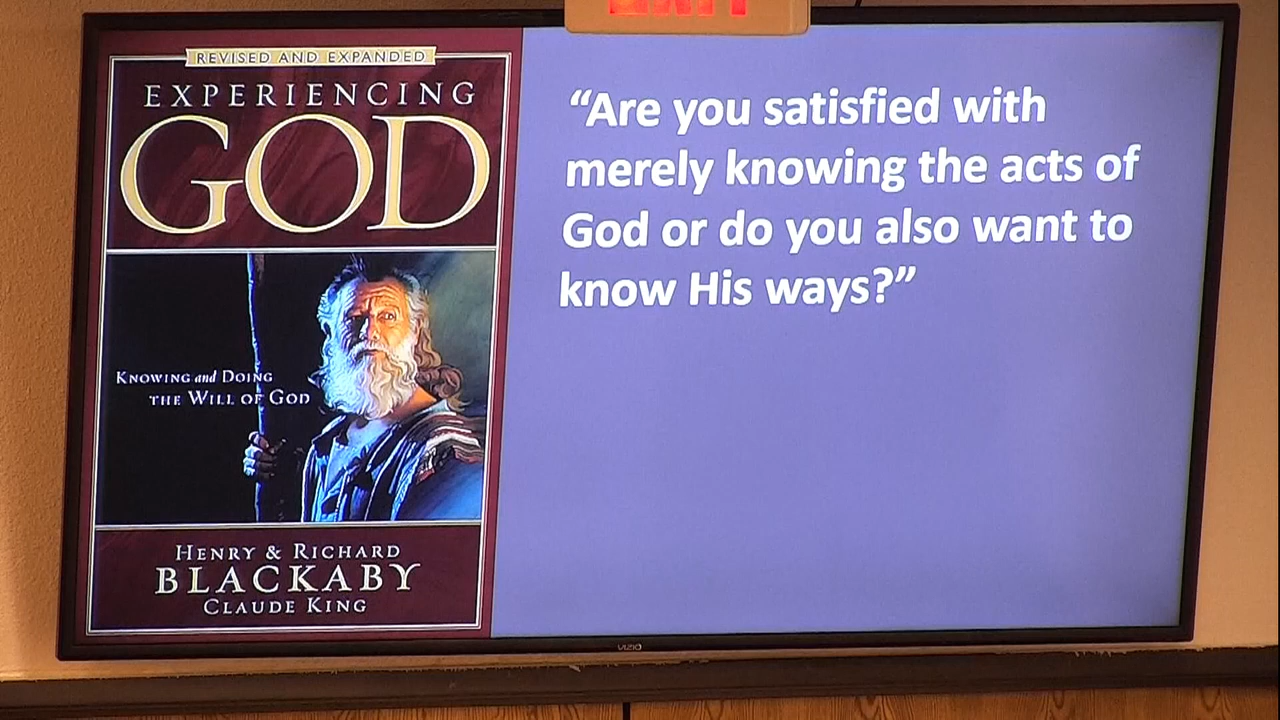 EXIT
REVISED AND EXPANDED
EXPERIENCING
GOD
KNOWING and DOING
THE WILL OF GOD
HENRY & RICHARD
BLACKABY
CLAUDE KING
“Are you satisfied with
merely knowing the acts of
God or do you also want to
know His ways?”
VIZIO